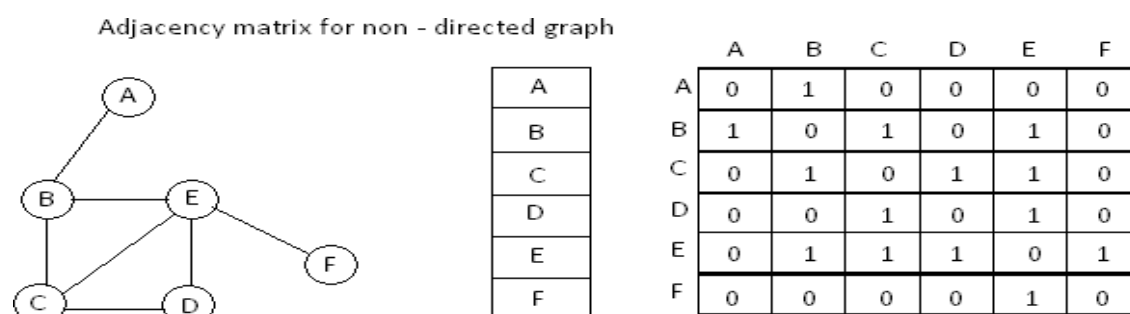 Adjacency matrix for non - directed graph
A
B
E
F
C
D
A
B
C
D
E
F
A B C D E F
A 0 1 0 0 0 0
B 1 0 1 0 1 0
C 0 1 0 1 1 0
D 0 0 1 0 1 0
E 0 1 1 1 0 1
F 0 0 0 0 1 0